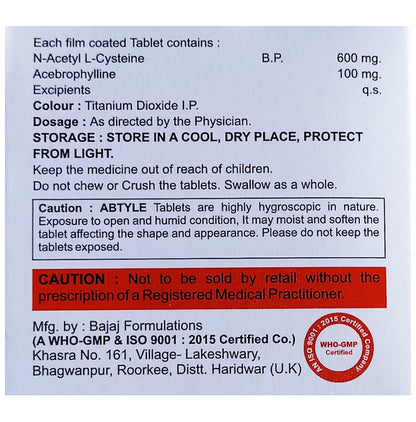 Each film coated Tablet contains :
N-Acetyl L-Cysteine B.P. 600 mg.
Acebrophylline 100 mg.
Excipients q.s.
Colour : Titanium Dioxide I.P.
Dosage : As directed by the Physician.
STORAGE : STORE IN A COOL, DRY PLACE, PROTECT
FROM LIGHT.
Keep the medicine out of reach of children.
Do not chew or Crush the tablets. Swallow as a whole.
Caution : ABTYLE Tablets are highly hygroscopic in nature.
Exposure to open and humid condition, It may moist and soften the
tablet affecting the shape and appearance. Please do not keep the
tablets exposed.
CAUTION : Not to be sold by retail without the
prescription of a Registered Medical Practitioner.
Mfg. by : Bajaj Formulations
(A WHO-GMP & ISO 9001 : 2015 Certified Co.)
Khasra No. 161, Village- Lakeshwary,
Bhagwanpur, Roorkee, Distt. Haridwar (U.K)
AN ISO 9001 : 2015 Certified Company
WHO-GMP
Certified